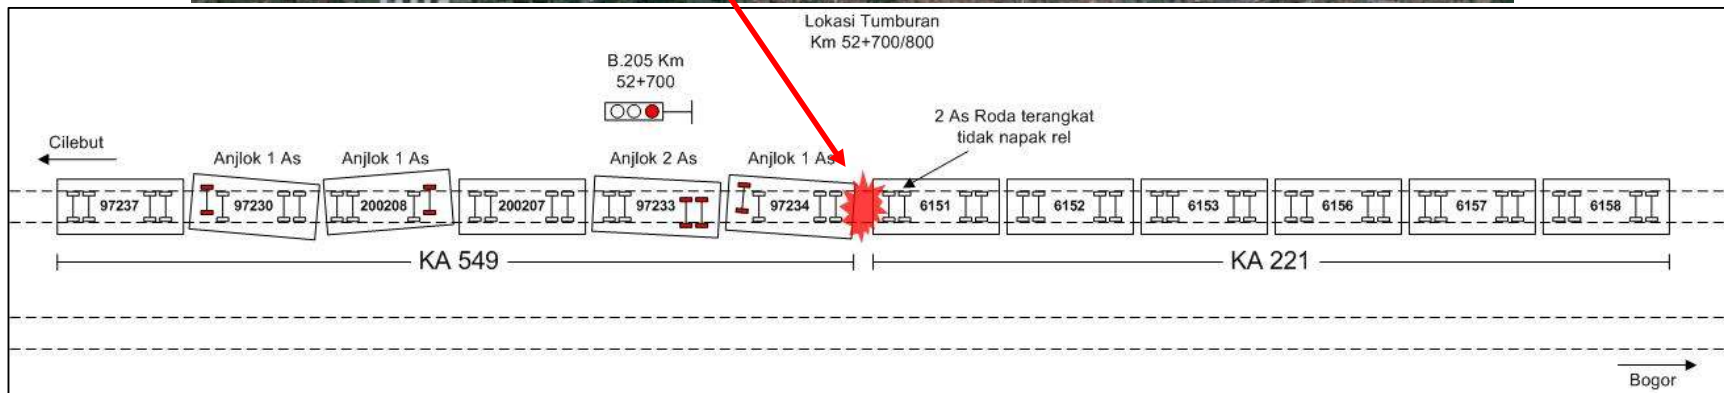 Lokasi Tumburan
Km 52+700/800
B.205 Km
52+700
2 As Roda terangkat
tidak napak rel
Cilebut
Anjlok 1 As
Anjlok 1 As
Anjlok 2 As
Anjlok 1 As
97237
97230
200208
200207
97233
97234
6151
6152
6153
6156
6157
6158
KA 549
KA 221
Bogor